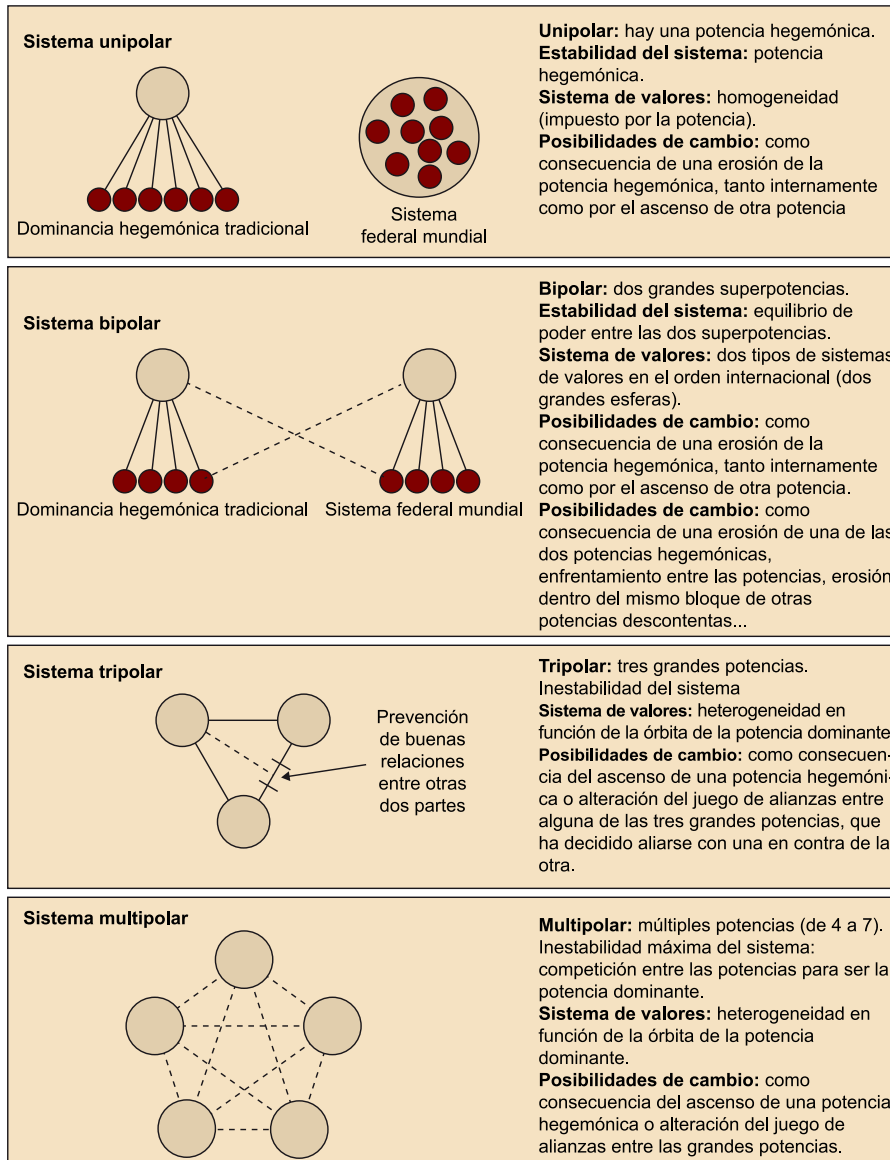 Sistema unipolar
Dominancia hegemónica tradicional
Sistema
federal mundial
Unipolar: hay una potencia hegemónica.
Estabilidad del sistema: potencia
hegemónica.
Sistema de valores: homogeneidad
(impuesto por la potencia).
Posibilidades de cambio: como
consecuencia de una erosión de la
potencia hegemónica, tanto internamente
como por el ascenso de otra potencia
Sistema bipolar
Dominancia hegemónica tradicional
Sistema federal mundial
Bipolar: dos grandes superpotencias.
Estabilidad del sistema: equilibrio de
poder entre las dos superpotencias.
Sistema de valores: dos tipos de sistemas
de valores en el orden internacional (dos
grandes esferas).
Posibilidades de cambio: como
consecuencia de una erosión de la
potencia hegemónica, tanto internamente
como por el ascenso de otra potencia.
Posibilidades de cambio: como
consecuencia de una erosión de una de las
dos potencias hegemónicas,
enfrentamiento entre las potencias, erosión
dentro del mismo bloque de otras
potencias descontentas...
Sistema tripolar
Prevención
de buenas
relaciones
entre otras
dos partes
Tripolar: tres grandes potencias.
Inestabilidad del sistema
Sistema de valores: heterogeneidad en
función de la órbita de la potencia dominante
Posibilidades de cambio: como consecuen-
cia del ascenso de una potencia hegemóni-
ca o alteración del juego de alianzas entre
alguna de las tres grandes potencias, que
ha decidido aliarse con una en contra de la
otra.
Sistema multipolar
Multipolar: múltiples potencias (de 4 a 7).
Inestabilidad máxima del sistema:
competición entre las potencias para ser la
potencia dominante.
Sistema de valores: heterogeneidad en
función de la órbita de la potencia
dominante.
Posibilidades de cambio: como
consecuencia del ascenso de una potencia
hegemónica o alteración del juego de
alianzas entre las grandes potencias.